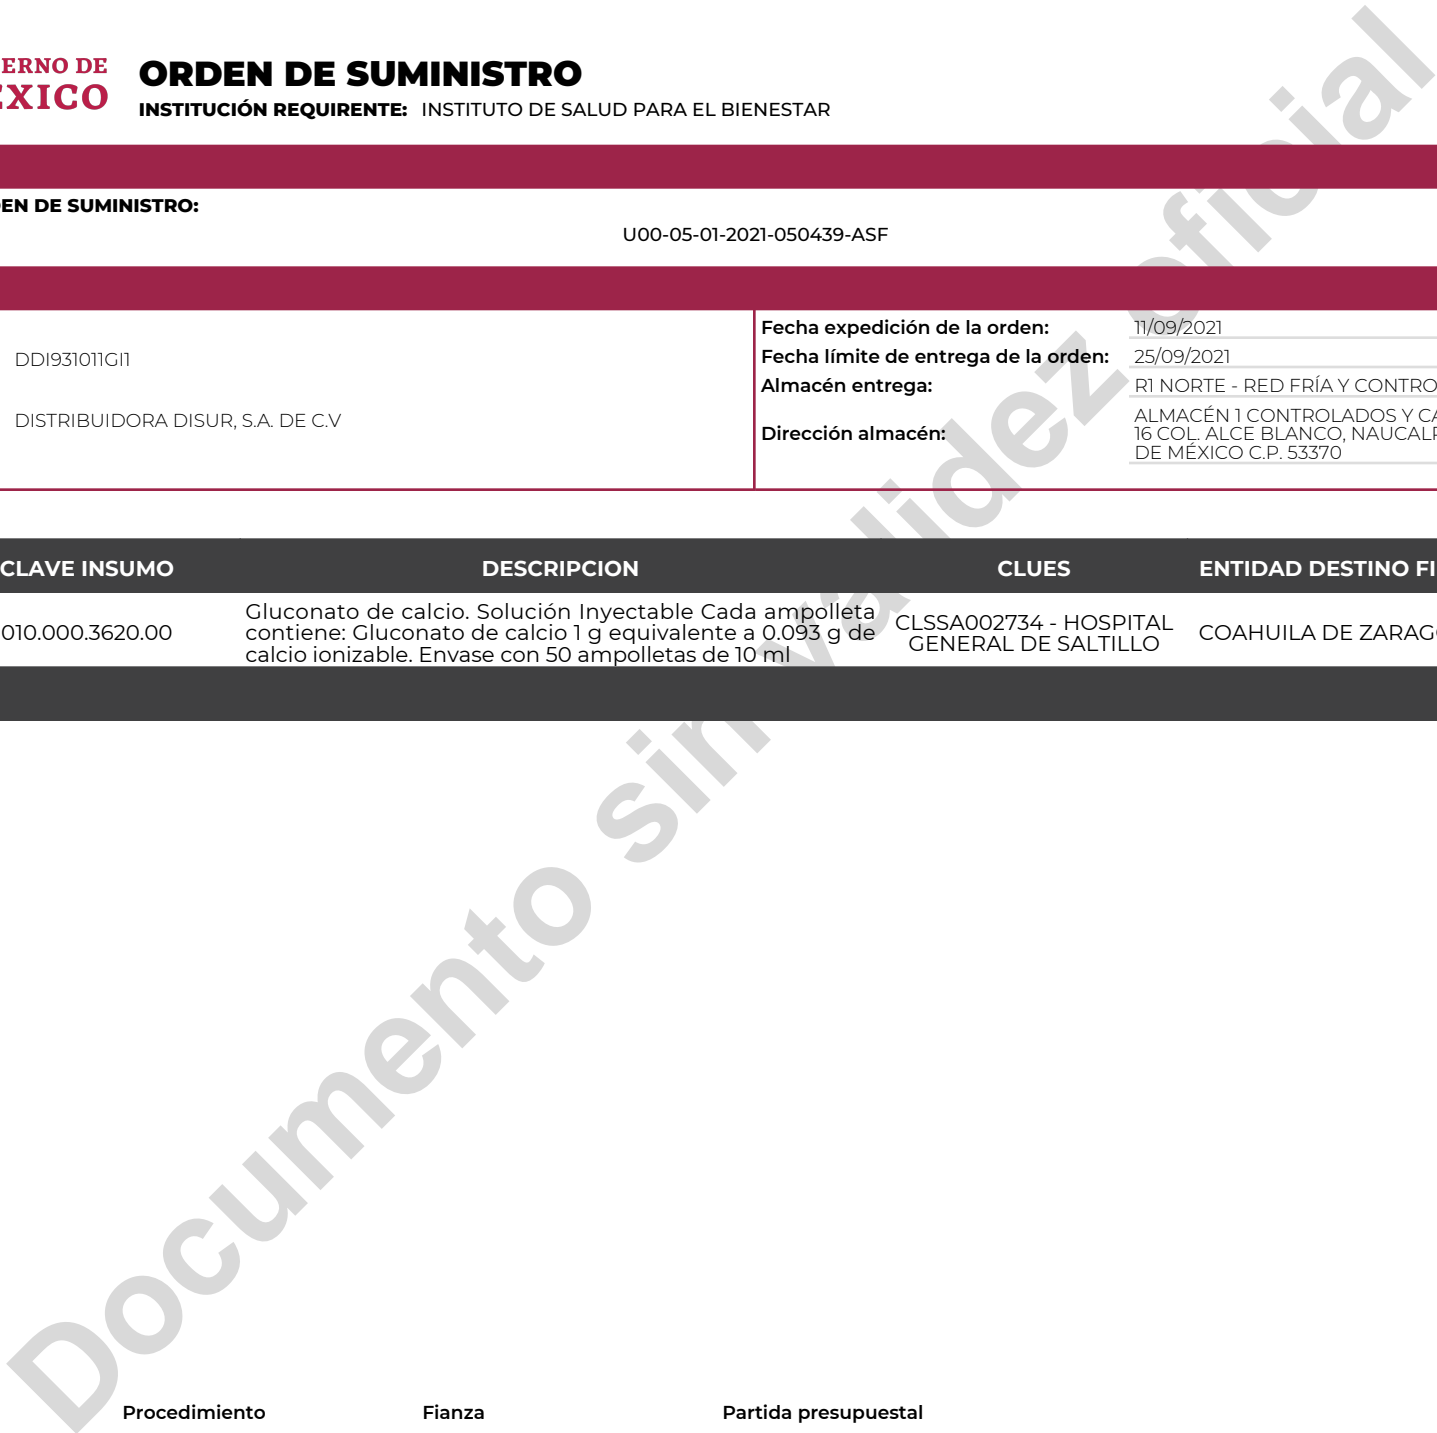 ERNO DE
ÉXICO
ORDEN DE SUMINISTRO
INSTITUCIÓN REQUIRENTE: INSTITUTO DE SALUD PARA EL BIENESTAR
EN DE SUMINISTRO:
U00-05-01-2021-050439-ASF
DDI931011GI1
DISTRIBUIDORA DISUR, S.A. DE C.V
Fecha expedición de la orden: 11/09/2021
Fecha límite de entrega de la orden: 25/09/2021
Almacén entrega: R1 NORTE - RED FRÍA Y CONTRO
Dirección almacén:
ALMACÉN 1 CONTROLADOS Y CA
16 COL. ALCE BLANCO, NAUCALP
DE MÉXICO C.P. 53370
CLAVE INSUMO DESCRIPCION CLUES ENTIDAD DESTINO FI
010.000.3620.00
Gluconato de calcio. Solución Inyectable Cada ampolleta
contiene: Gluconato de calcio 1 g equivalente a 0.093 g de
calcio ionizable. Envase con 50 ampolletas de 10 ml
CLSSA002734 - HOSPITAL
GENERAL DE SALTILLO
COAHUILA DE ZARAGO
Documento sin validez oficial
Procedimiento Fianza Partida presupuestal